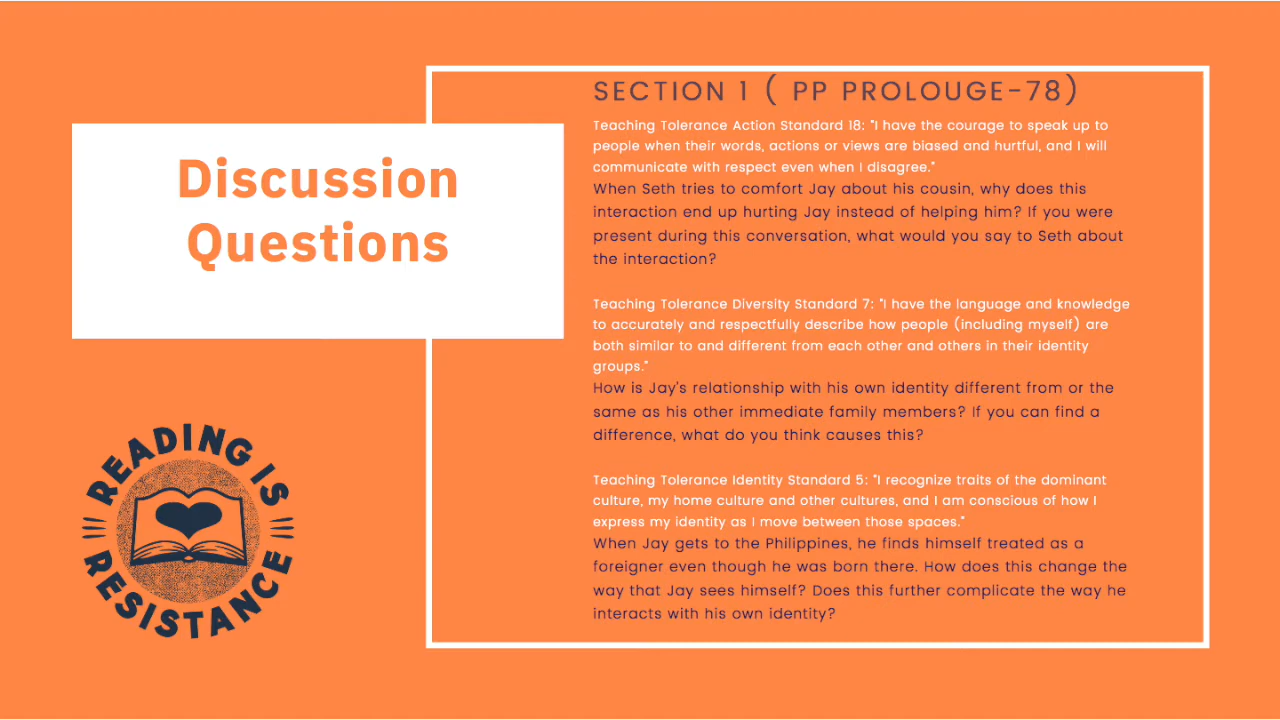 Discussion
Questions
SECTION 1 ( PP PROLOUGE-78)
Teaching Tolerance Action Standard 18: "I have the courage to speak up to
people when their words, actions or views are biased and hurtful, and I will
communicate with respect even when I disagree."
When Seth tries to comfort Jay about his cousin, why does this
interaction end up hurting Jay instead of helping him? If you were
present during this conversation, what would you say to Seth about
the interaction?
Teaching Tolerance Diversity Standard 7: "I have the language and knowledge
to accurately and respectfully describe how people (including myself) are
both similar to and different from each other and others in their identity
groups."
How is Jay's relationship with his own identity different from or the
same as his other immediate family members? If you can find a
difference, what do you think causes this?
Teaching Tolerance Identity Standard 5: "I recognize traits of the dominant
culture, my home culture and other cultures, and I am conscious of how I
express my identity as I move between those spaces."
When Jay gets to the Philippines, he finds himself treated as a
foreigner even though he was born there. How does this change the
way that Jay sees himself? Does this further complicate the way he
interacts with his own identity?
READING IS
RESISTANCE